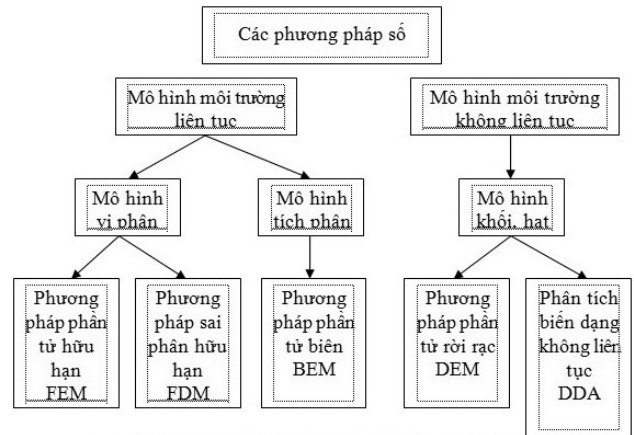 Các phương pháp số
Mô hình môi trường
liên tục
Mô hình môi trường
không liên tục
Mô hình
vi phân
Mô hình
tích phân
Mô hình
khối, hạt
Phương
pháp phần
tử hữu
hạn
FEM
Phương
pháp sai
phân hữu
hạn
FDM
Phương
pháp phần
tử biên
BEM
Phương
pháp phần
tử rời rạc
DEM
Phân tích
biến dạng
không liên
tục
DDA